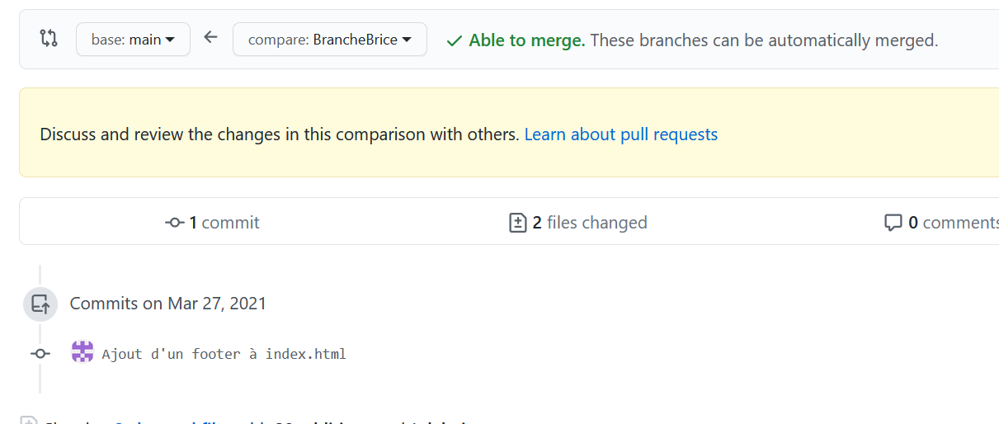 base: main compare: BrancheBrice Able to merge. These branches can be automatically merged.
Discuss and review the changes in this comparison with others. Learn about pull requests
1 commit 2 files changed 0 comments
Commits on Mar 27, 2021
Ajout d'un footer à index.html